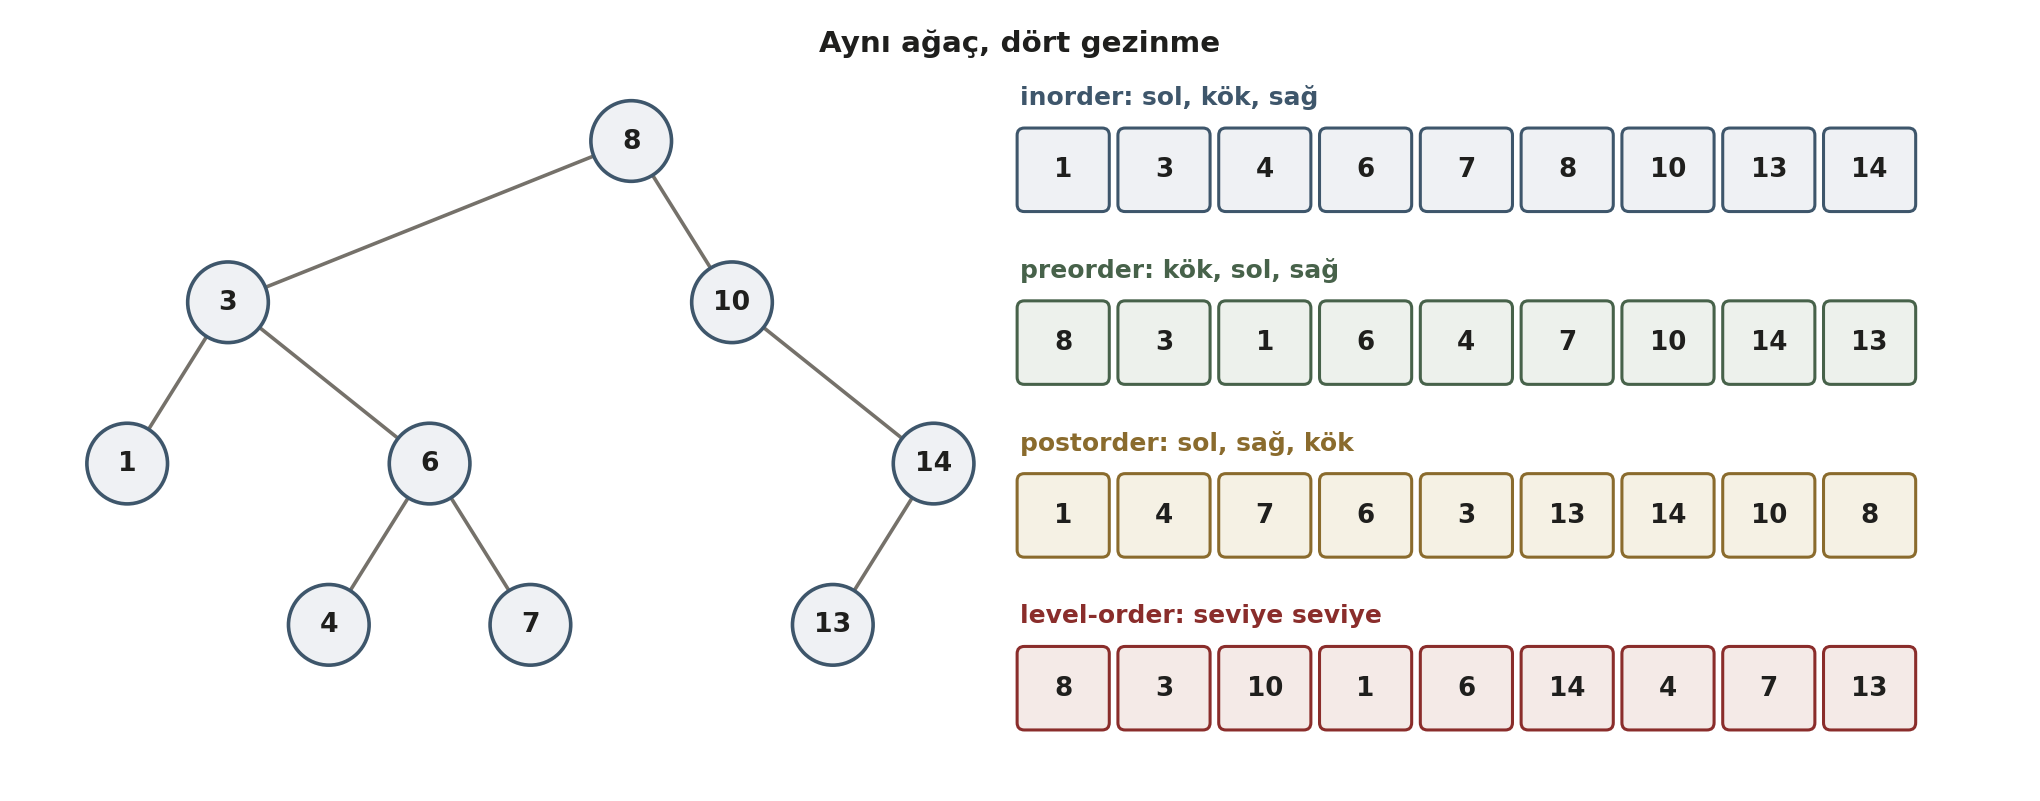 Aynı ağaç, dört gezinme
8
3 10
1 6 14
4 7 13
inorder: sol, kök, sağ
1 3 4 6 7 8 10 13 14
preorder: kök, sol, sağ
8 3 1 6 4 7 10 14 13
postorder: sol, sağ, kök
1 4 7 6 3 13 14 10 8
level-order: seviye seviye
8 3 10 1 6 14 4 7 13